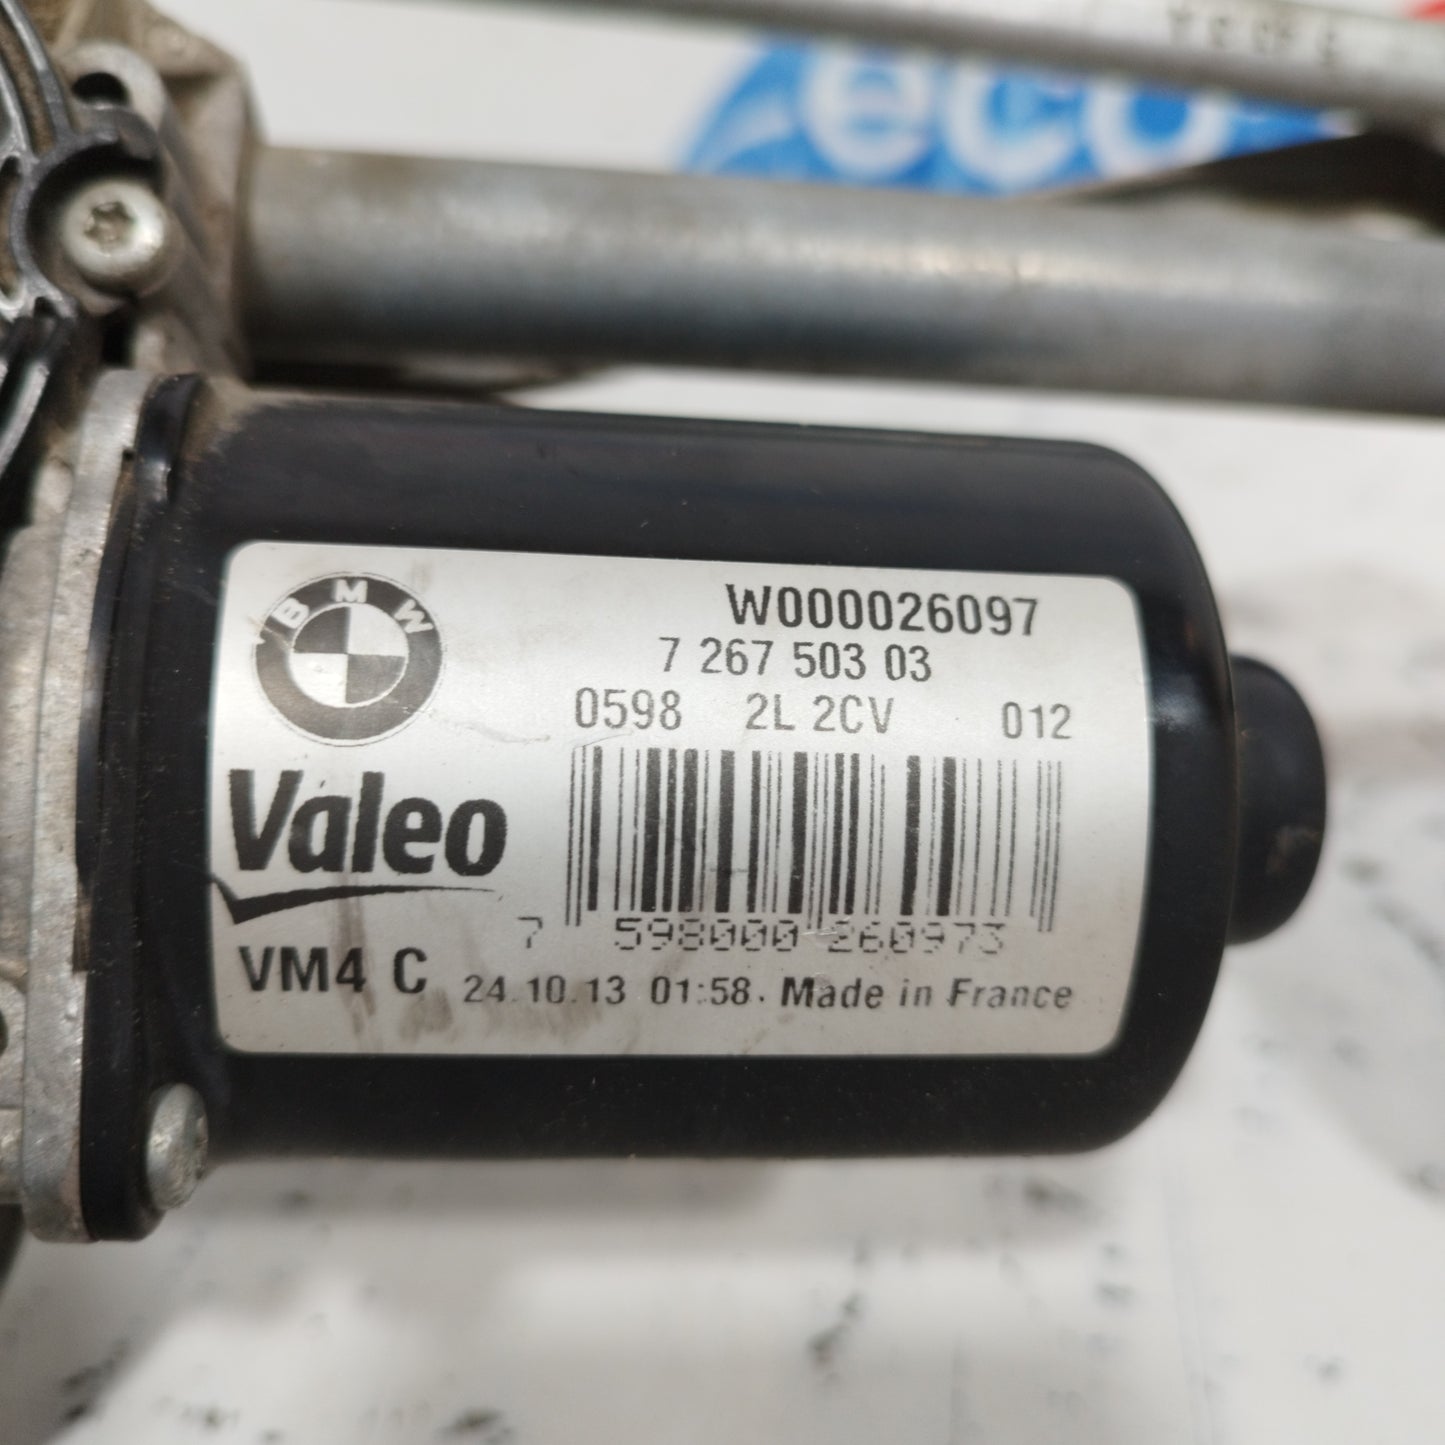 eco
BMW
W000026097
7 267 503 03
0598 2L 2CV 012
Valeo
7 598000 260973
VM4 C 24.10.13 01:58. Made in France